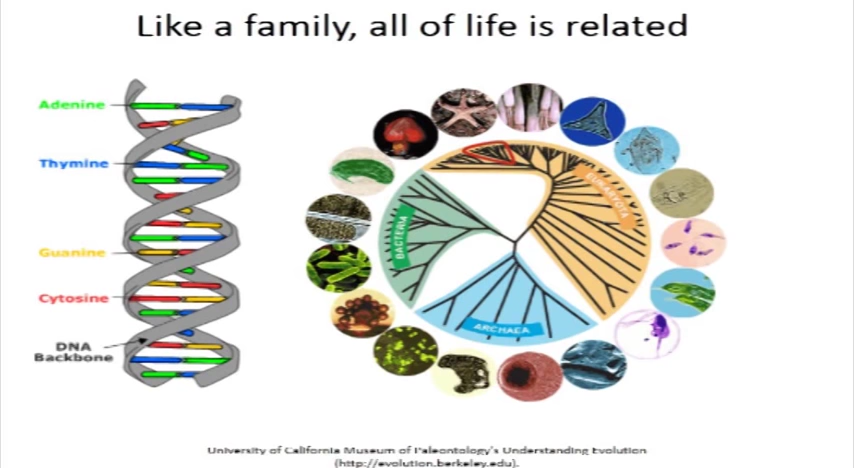 Like a family, all of life is related
Adenine
Thymine
Guanine
Cytosine
DNA
Backbone
BACTERIA
EUKARYOTA
ARCHAEA
University of California Museum of Paleontology's Understanding Evolution
(http://evolution.berkeley.edu).